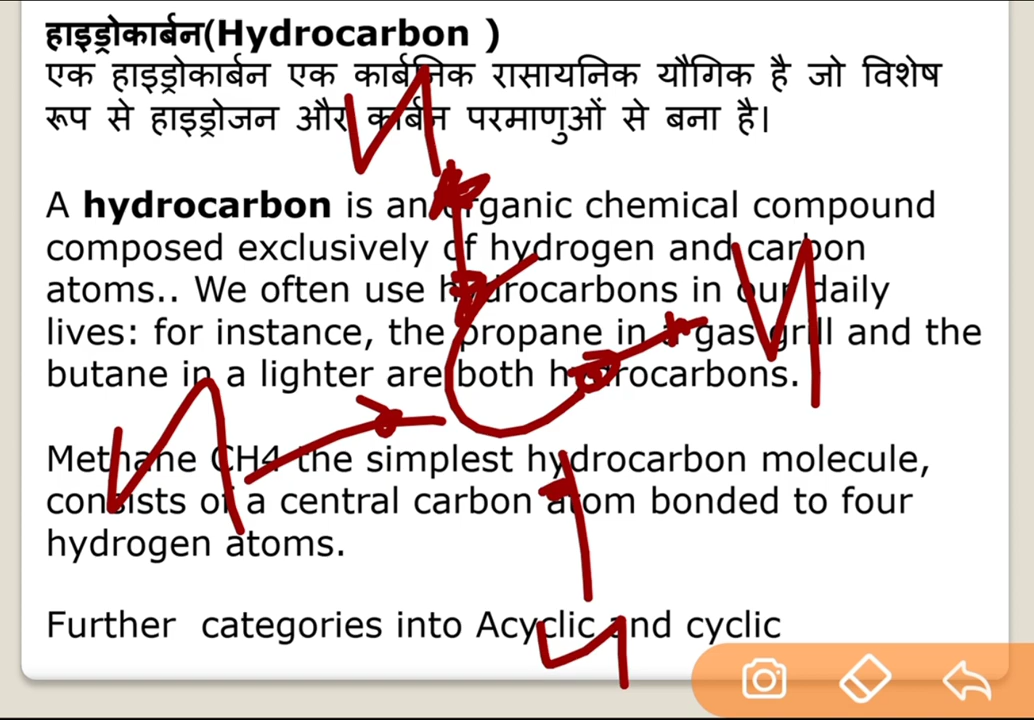 हाइड्रोकार्बन(Hydrocarbon )
एक हाइड्रोकार्बन एक कार्बनिक रासायनिक यौगिक है जो विशेष
रूप से हाइड्रोजन और कार्बन परमाणुओं से बना है।
A hydrocarbon is an organic chemical compound
composed exclusively of hydrogen and carbon
atoms.. We often use hydrocarbons in our daily
lives: for instance, the propane in a gas grill and the
butane in a lighter are both hydrocarbons.
Methane CH4 the simplest hydrocarbon molecule,
consists of a central carbon atom bonded to four
hydrogen atoms.
Further categories into Acyclic and cyclic